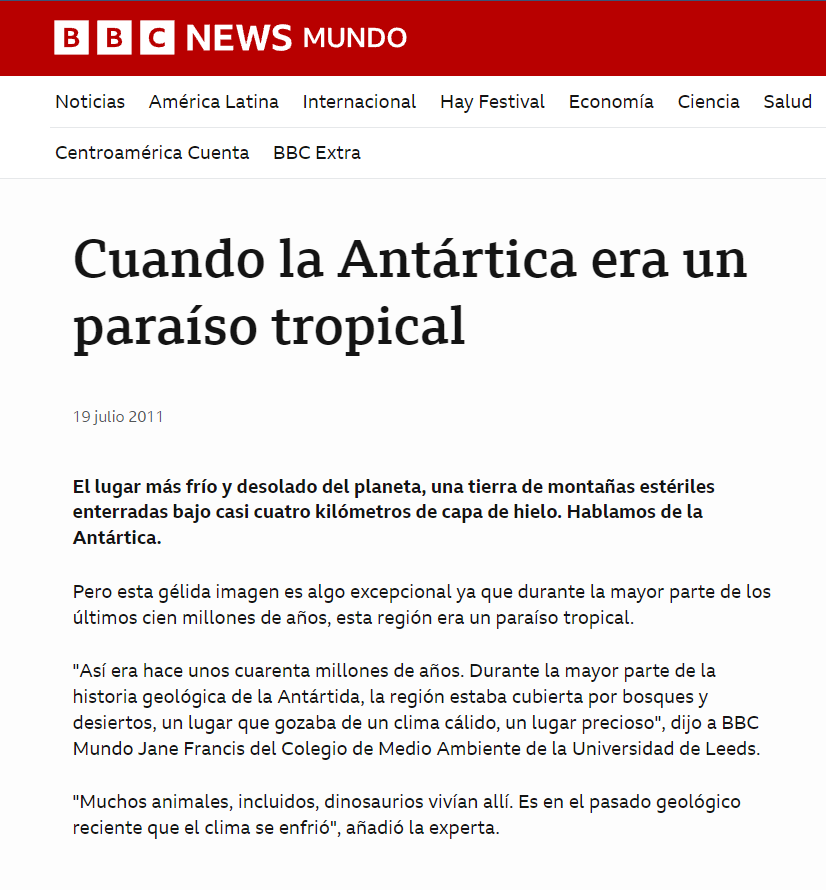 BBC NEWS MUNDO
Noticias América Latina Internacional Hay Festival Economía Ciencia Salud
Centroamérica Cuenta BBC Extra
Cuando la Antártica era un
paraíso tropical
19 julio 2011
El lugar más frío y desolado del planeta, una tierra de montañas estériles
enterradas bajo casi cuatro kilómetros de capa de hielo. Hablamos de la
Antártica.
Pero esta gélida imagen es algo excepcional ya que durante la mayor parte de los
últimos cien millones de años, esta región era un paraíso tropical.
"Así era hace unos cuarenta millones de años. Durante la mayor parte de la
historia geológica de la Antártida, la región estaba cubierta por bosques y
desiertos, un lugar que gozaba de un clima cálido, un lugar precioso", dijo a BBC
Mundo Jane Francis del Colegio de Medio Ambiente de la Universidad de Leeds.
"Muchos animales, incluidos, dinosaurios vivían allí. Es en el pasado geológico
reciente que el clima se enfrió", añadió la experta.